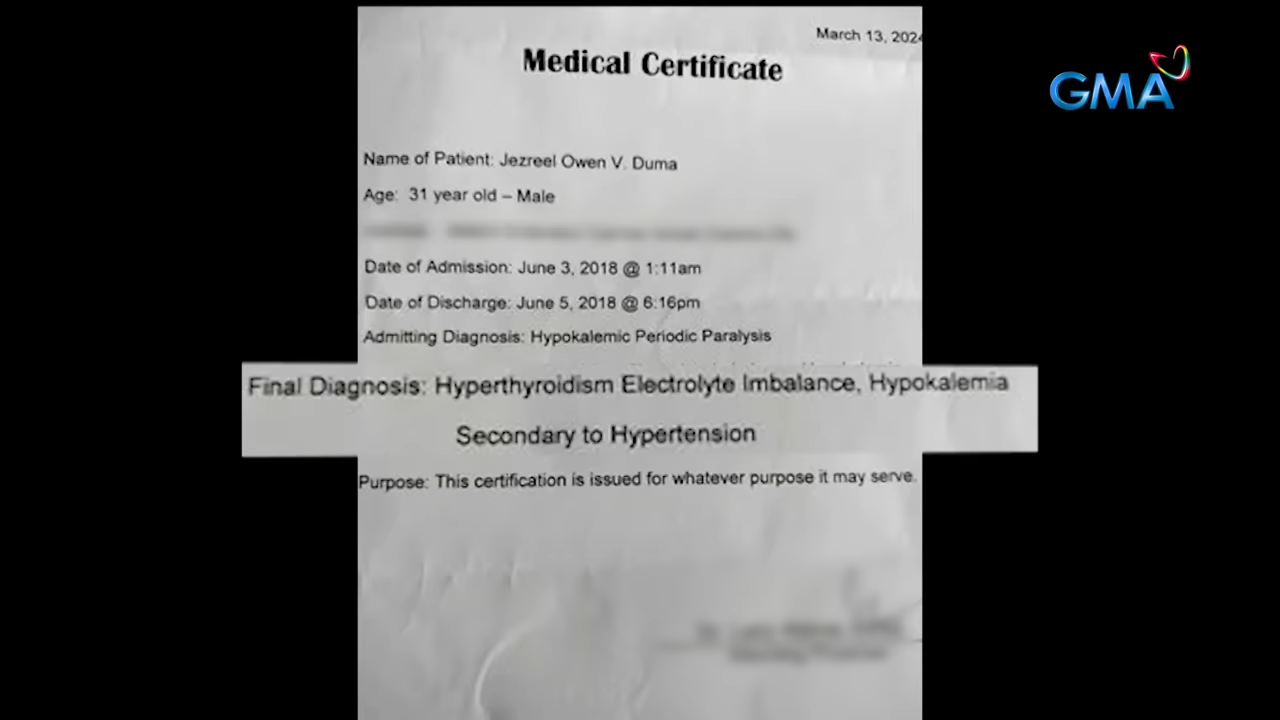 March 13, 2024
GMA
Medical Certificate
Name of Patient: Jezreel Owen V. Duma
Age: 31 year old – Male
Date of Admission: June 3, 2018 @ 1:11am
Date of Discharge: June 5, 2018 @ 6:16pm
Admitting Diagnosis: Hypokalemic Periodic Paralysis
Final Diagnosis: Hyperthyroidism Electrolyte Imbalance, Hypokalemia
Secondary to Hypertension
Purpose: This certification is issued for whatever purpose it may serve.